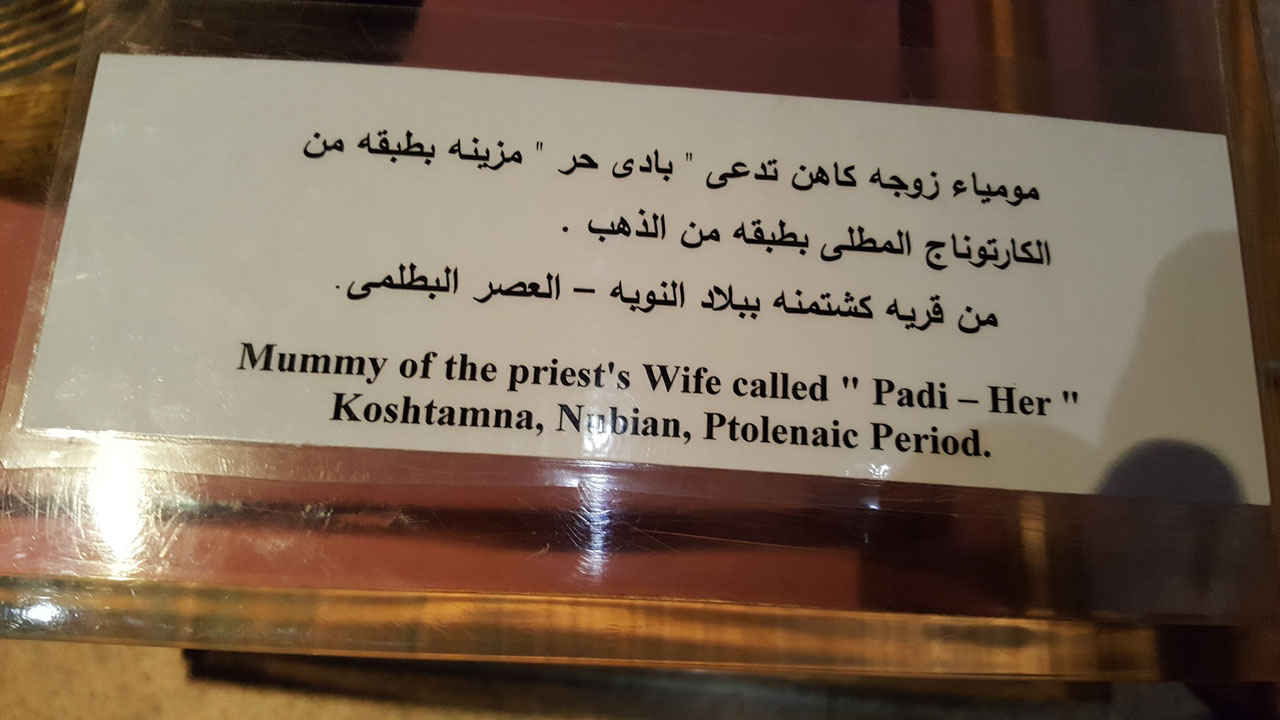 مومياء زوجه كاهن تدعى " بادى حر " مزينه بطبقه من
الكارتوناج المطلى بطبقه من الذهب .
من قريه كشتمنه ببلاد النوبه – العصر البطلمى.
Mummy of the priest's Wife called " Padi – Her "
Koshtamna, Nubian, Ptolenaic Period.